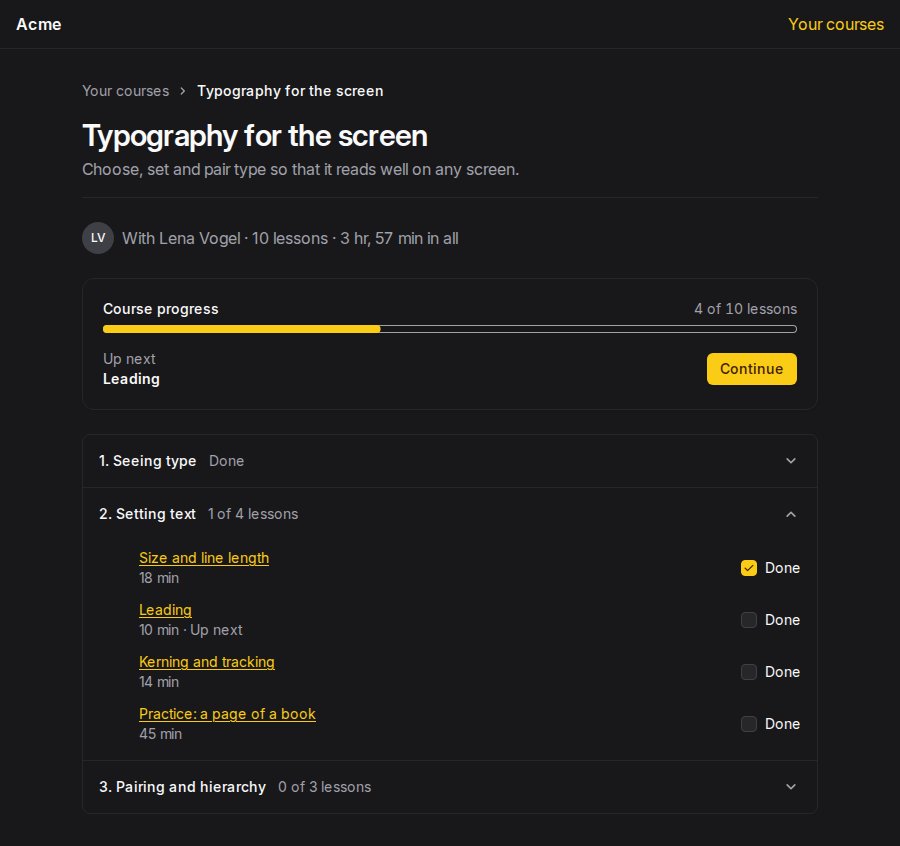 Acme
Your courses
Your courses > Typography for the screen
Typography for the screen
Choose, set and pair type so that it reads well on any screen.
LV
With Lena Vogel · 10 lessons · 3 hr, 57 min in all
Course progress
4 of 10 lessons
Up next
Leading
Continue
1. Seeing type Done
2. Setting text 1 of 4 lessons
Size and line length
18 min
Done
Leading
10 min · Up next
Done
Kerning and tracking
14 min
Done
Practice: a page of a book
45 min
Done
3. Pairing and hierarchy 0 of 3 lessons